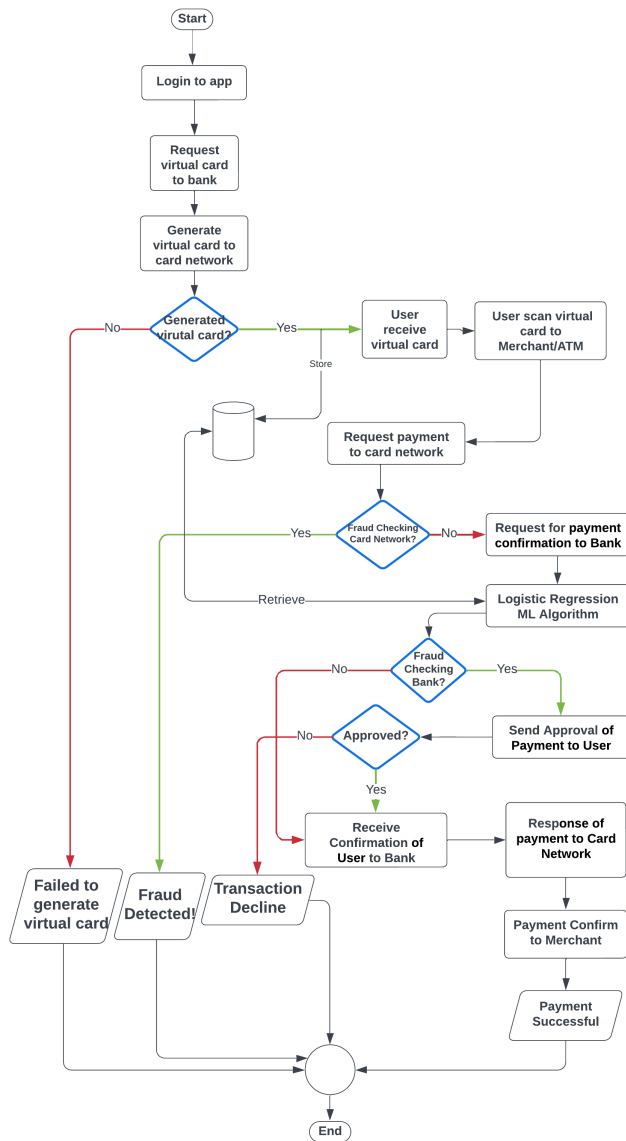 Start
Login to app
Request
virtual card
to bank
Generate
virtual card to
card network
Generated
virutal card?
No
Yes
User
receive
virtual card
User scan virtual
card to
Merchant/ATM
Store
Request payment
to card network
Fraud Checking
Card Network?
Yes
No
Request for payment
confirmation to Bank
Retrieve
Logistic Regression
ML Algorithm
Fraud
Checking
Bank?
No
Yes
Send Approval of
Payment to User
Approved?
No
Yes
Receive
Confirmation of
User to Bank
Response of
payment to Card
Network
Failed to
generate
virtual card
Fraud
Detected!
Transaction
Decline
Payment Confirm
to Merchant
Payment
Successful
End